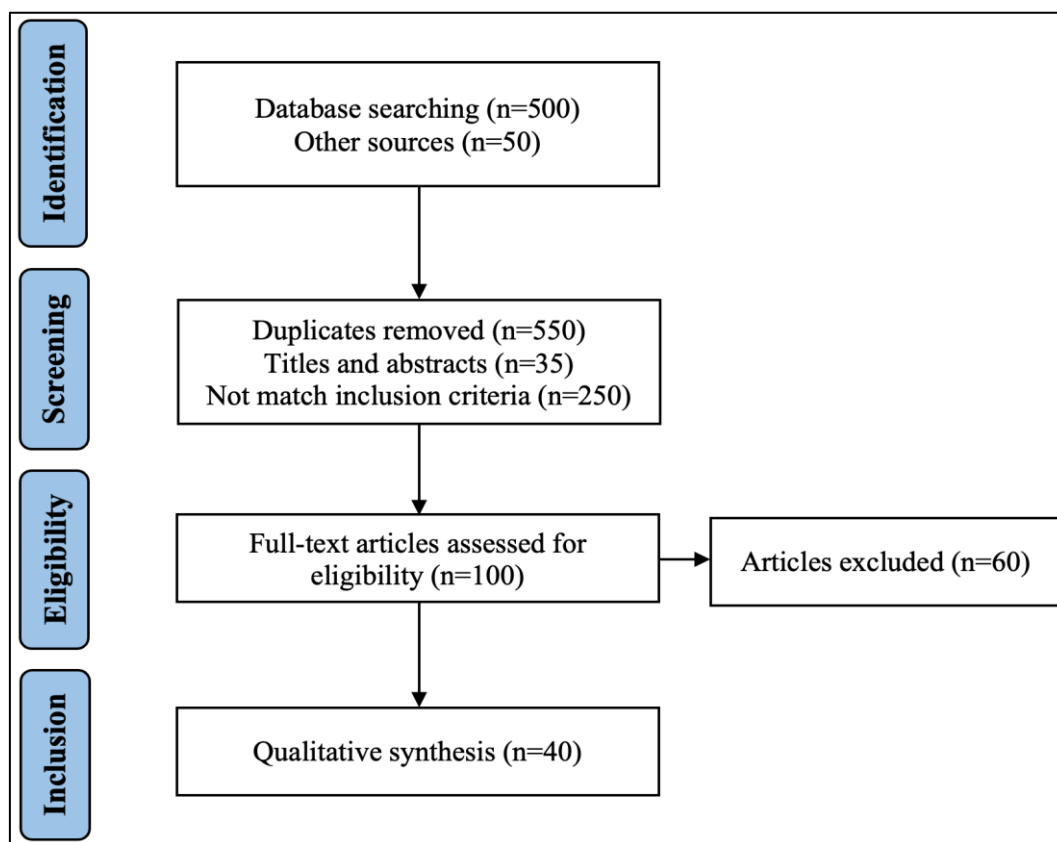 Identification
Database searching (n=500)
Other sources (n=50)
Screening
Duplicates removed (n=550)
Titles and abstracts (n=35)
Not match inclusion criteria (n=250)
Eligibility
Full-text articles assessed for
eligibility (n=100)
Articles excluded (n=60)
Inclusion
Qualitative synthesis (n=40)